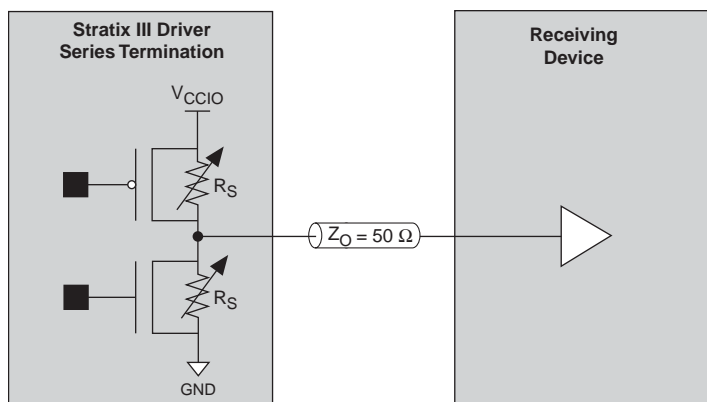 Stratix III Driver
Series Termination
Receiving
Device
VCCIO
RS
ZO = 50 Ω
RS
GND